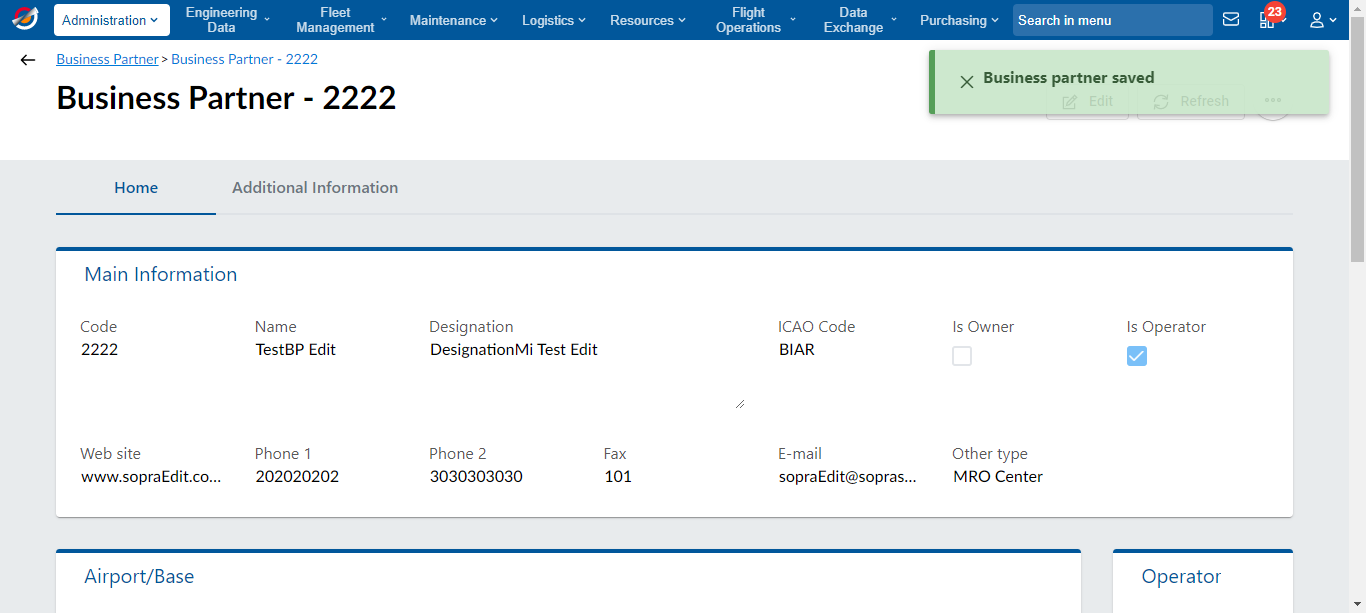 Administration
Engineering
Data
Fleet
Management
Maintenance
Logistics
Resources
Flight
Operations
Data
Exchange
Purchasing
Search in menu
23
Business Partner > Business Partner - 2222
Business Partner - 2222
Business partner saved
Edit
Refresh
Home
Additional Information
Main Information
Code
Name
Designation
ICAO Code
Is Owner
Is Operator
2222
TestBP Edit
DesignationMi Test Edit
BIAR
Web site
Phone 1
Phone 2
Fax
E-mail
Other type
www.sopraEdit.co...
202020202
3030303030
101
sopraEdit@sopras...
MRO Center
Airport/Base
Operator